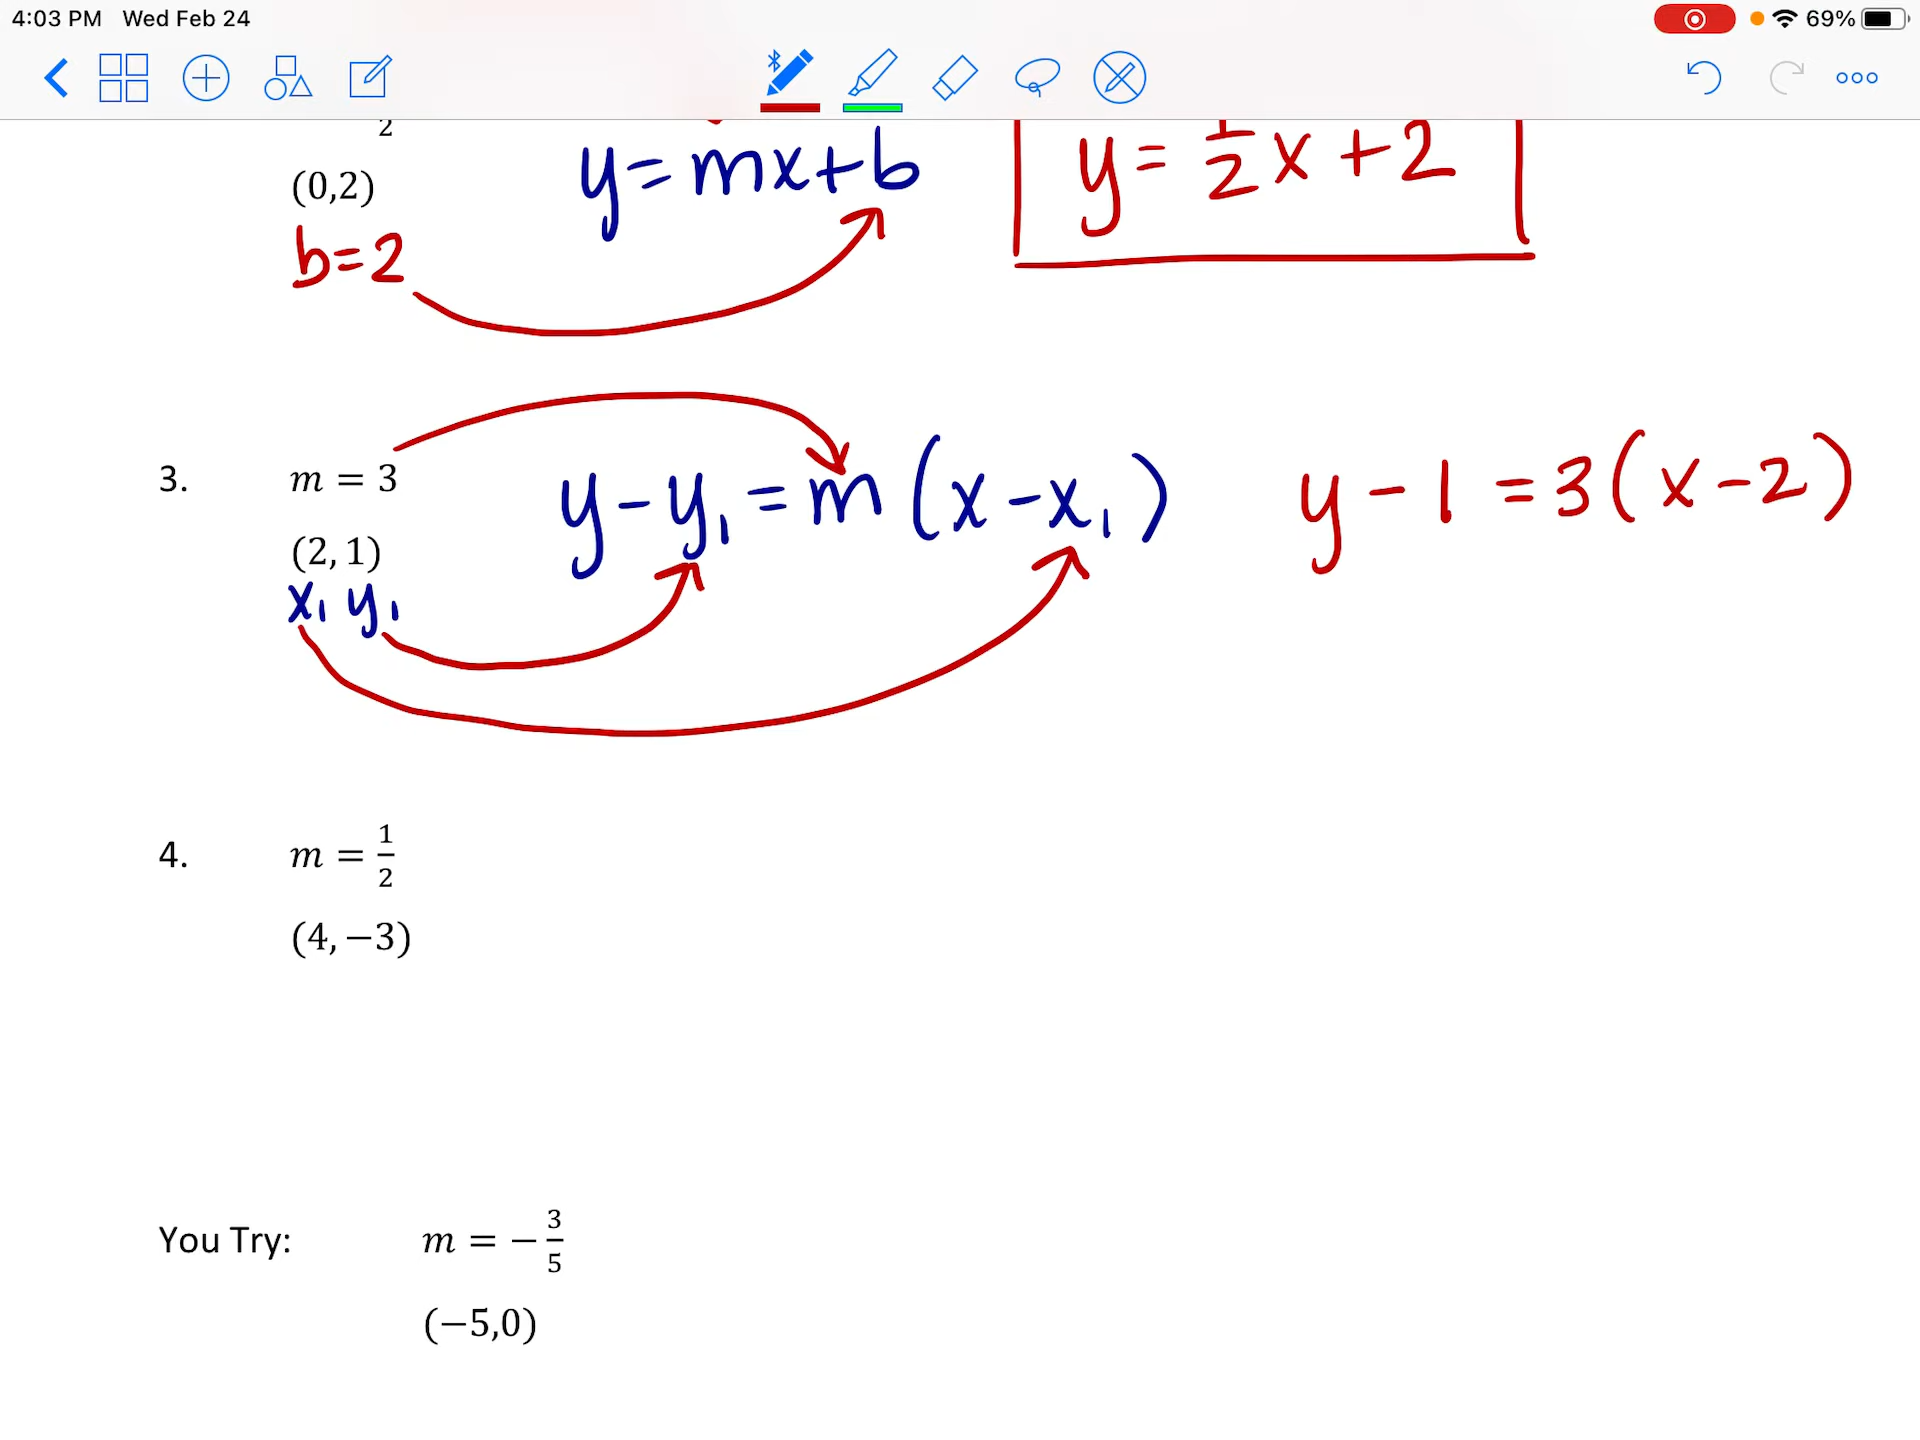 4:03 PM Wed Feb 24 69%
2
(0,2) y = mx + b y = 1/2 x + 2
b = 2
3. m = 3 y - y₁ = m (x - x₁) y - 1 = 3(x - 2)
(2, 1)
x₁ y₁
4. m = 1/2
(4, −3)
You Try: m = − 3/5
(−5,0)